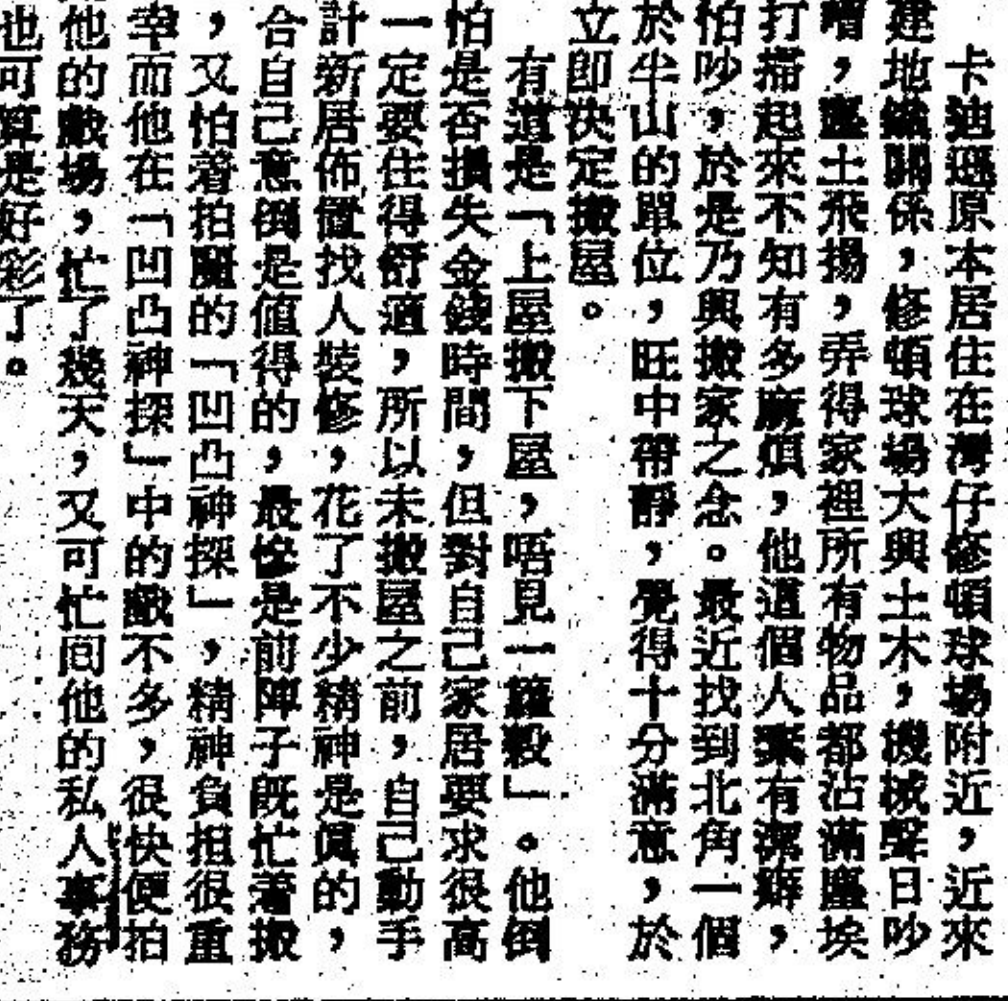 卡迪遜原本居住在灣仔修頓球場附近，近來
建地鐵關係，修頓球場大興土木，機械聲日吵
嘈，塵土飛揚，弄得家裡所有物品都沾滿塵埃
打掃起來不知有多麻煩，他這個人素有潔癖，
怕吵，於是乃興搬家之念。最近找到北角一個
於半山的單位，旺中帶靜，覺得十分滿意，於
立即決定搬屋。
有道是「上屋搬下屋，唔見一籮穀」。他倒
怕是否損失金錢時間，但對自己家居要求很高
一定要住得舒適，所以未搬屋之前，自己動手
計新居佈置找人裝修，花了不少精神是眞的，
合自己意倒是值得的，最慘是前陣子旣忙着搬
，又怕着拍魔的「凹凸神探」，精神負担很重
幸而他在「凹凸神探」中的戲不多，很快便拍
他的戲場，忙了幾天，又可忙回他的私人事務
也可算是好彩了。